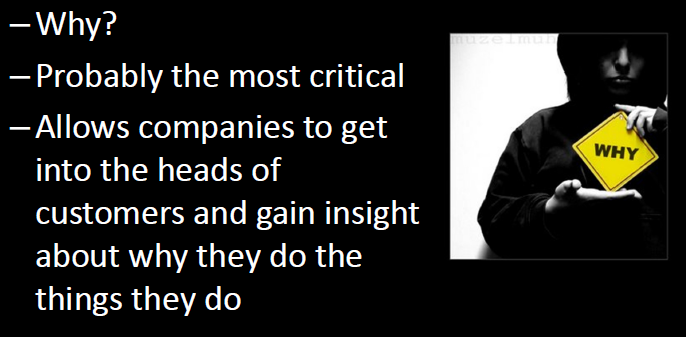 – Why?
– Probably the most critical
– Allows companies to get
into the heads of
customers and gain insight
about why they do the
things they do
WHY